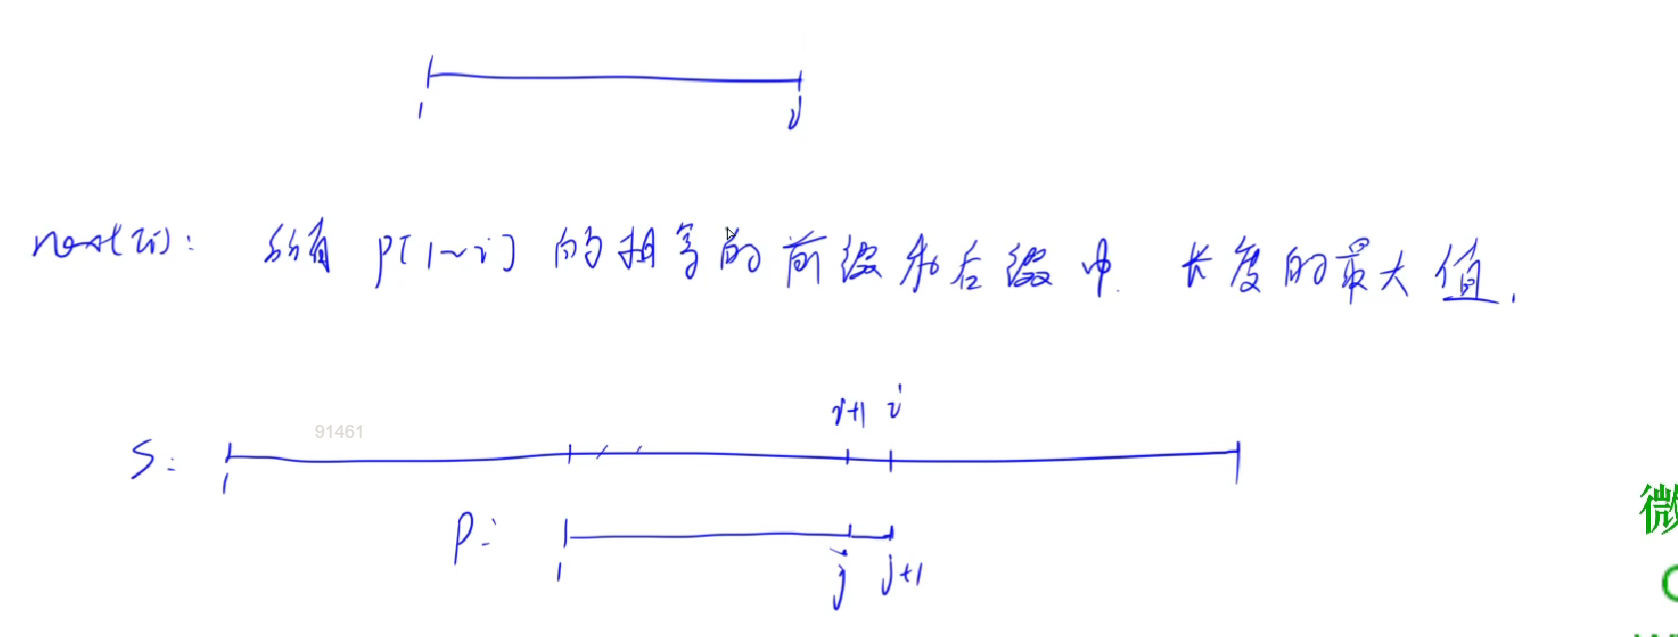 1 j
next[i]: 所有 p[1~i] 的相等的前缀和后缀中 长度的最大值.
i+1 i
91461
S:
1
P:
1 j j+1
微